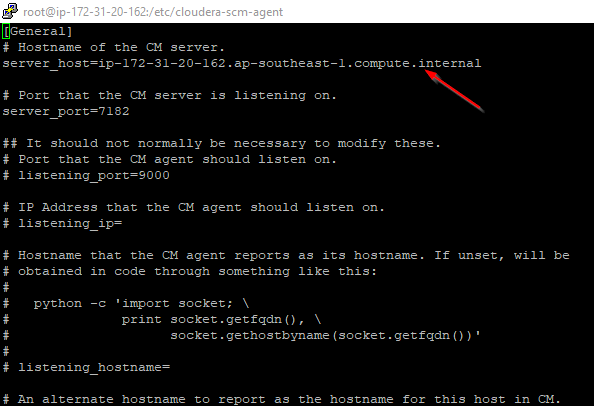 root@ip-172-31-20-162:/etc/cloudera-scm-agent
[General]
# Hostname of the CM server.
server_host=ip-172-31-20-162.ap-southeast-1.compute.internal
# Port that the CM server is listening on.
server_port=7182
## It should not normally be necessary to modify these.
# Port that the CM agent should listen on.
# listening_port=9000
# IP Address that the CM agent should listen on.
# listening_ip=
# Hostname that the CM agent reports as its hostname. If unset, will be
# obtained in code through something like this:
#
#   python -c 'import socket; \
#              print socket.getfqdn(), \
#                    socket.gethostbyname(socket.getfqdn())'
#
# listening_hostname=
# An alternate hostname to report as the hostname for this host in CM.